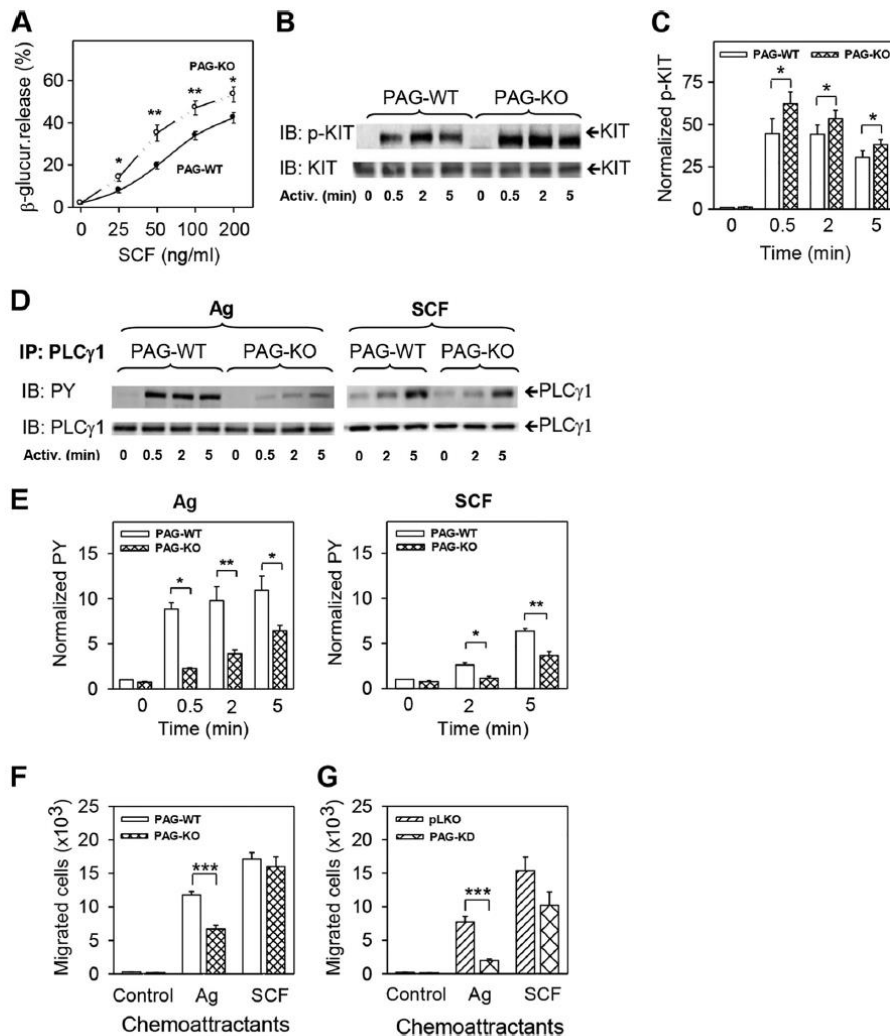 A
β-glucur.release (%)
60
40
20
0
PAG-KO
**
*
**
*
PAG-WT
0 25 50 100 200
SCF (ng/ml)
B
PAG-WT PAG-KO
IB: p-KIT ←KIT
IB: KIT ←KIT
Activ. (min) 0 0.5 2 5 0 0.5 2 5
C
PAG-WT PAG-KO
Normalized p-KIT
75
50
25
0
* * *
0 0.5 2 5
Time (min)
D
Ag SCF
IP: PLCγ1 PAG-WT PAG-KO PAG-WT PAG-KO
IB: PY ←PLCγ1
IB: PLCγ1 ←PLCγ1
Activ. (min) 0 0.5 2 5 0 0.5 2 5 0 2 5 0 2 5
E
Ag
PAG-WT
PAG-KO
Normalized PY
15
10
5
0
* ** *
0 0.5 2 5
Time (min)
SCF
PAG-WT
PAG-KO
Normalized PY
15
10
5
0
* **
0 2 5
Time (min)
F
PAG-WT
PAG-KO
Migrated cells (x10⁻³)
25
20
15
10
5
0
***
Control Ag SCF
Chemoattractants
G
pLKO
PAG-KD
Migrated cells (x10⁻³)
25
20
15
10
5
0
***
Control Ag SCF
Chemoattractants